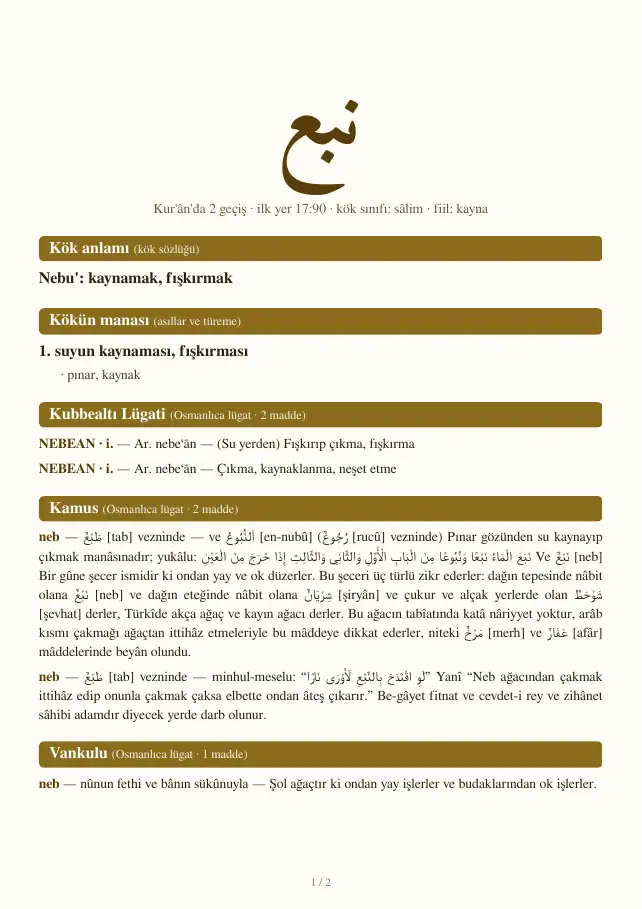 نبع
Kur'ân'da 2 geçiş · ilk yer 17:90 · kök sınıfı: sâlim · fiil: kayna
Kök anlamı (kök sözlüğü)
Nebu': kaynamak, fışkırmak
Kökün manası (asıllar ve türeme)
1. suyun kaynaması, fışkırması
· pınar, kaynak
Kubbealtı Lügati (Osmanlıca lügat · 2 madde)
NEBEAN · i. — Ar. nebe‘ān — (Su yerden) Fışkırıp çıkma, fışkırma
NEBEAN · i. — Ar. nebe‘ān — Çıkma, kaynaklanma, neşet etme
Kamus (Osmanlıca lügat · 2 madde)
neb — طَبْعٌ [tab] vezninde — ve اَلنُّبُوعُ [en-nubû] (رُجُوعٌ [rucû] vezninde) Pınar gözünden su kaynayıp
çıkmak manâsınadır; yukâlu: نَبَعَ الْمَاءُ نَبْعًا وَنُبُوعًا مِنَ الْبَابِ الْأَوَّلِ وَالثَّانِي وَالثَّالِثِ إِذَا خَرَجَ مِنَ الْعَيْنِ Ve نَبْعٌ [neb]
Bir gûne şecer ismidir ki ondan yay ve ok düzerler. Bu şeceri üç türlü zikr ederler: dağın tepesinde nâbit
olana نَبْعٌ [neb] ve dağın eteğinde nâbit olana شِرْيَانٌ [şiryân] ve çukur ve alçak yerlerde olan شَوْحَطٌ
[şevhat] derler, Türkîde akça ağaç ve kayın ağacı derler. Bu ağacın tabîatında katâ nâriyyet yoktur, arâb
kısmı çakmağı ağaçtan ittihâz etmeleriyle bu mâddeye dikkat ederler, niteki مَرْخٌ [merh] ve عَفَارٌ [afâr]
mâddelerinde beyân olundu.
neb — طَبْعٌ [tab] vezninde — minhul-meselu: “لَوِ اقْتَدَحَ بِالنَّبْعِ لَأَوْرَى نَارًا” Yanî “Neb ağacından çakmak
ittihâz edip onunla çakmak çaksa elbette ondan âteş çıkarır.” Be-gâyet fitnat ve cevdet-i rey ve zihânet
sâhibi adamdır diyecek yerde darb olunur.
Vankulu (Osmanlıca lügat · 1 madde)
neb — nûnun fethi ve bânın sükûnuyla — Şol ağaçtır ki ondan yay işlerler ve budaklarından ok işlerler.
1 / 2